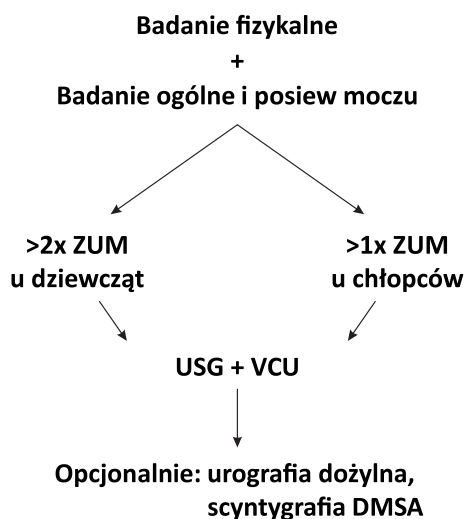 Badanie fizykalne
+
Badanie ogólne i posiew moczu
>2x ZUM
u dziewcząt
>1x ZUM
u chłopców
USG + VCU
Opcjonalnie: urografia dożylna,
scyntygrafia DMSA